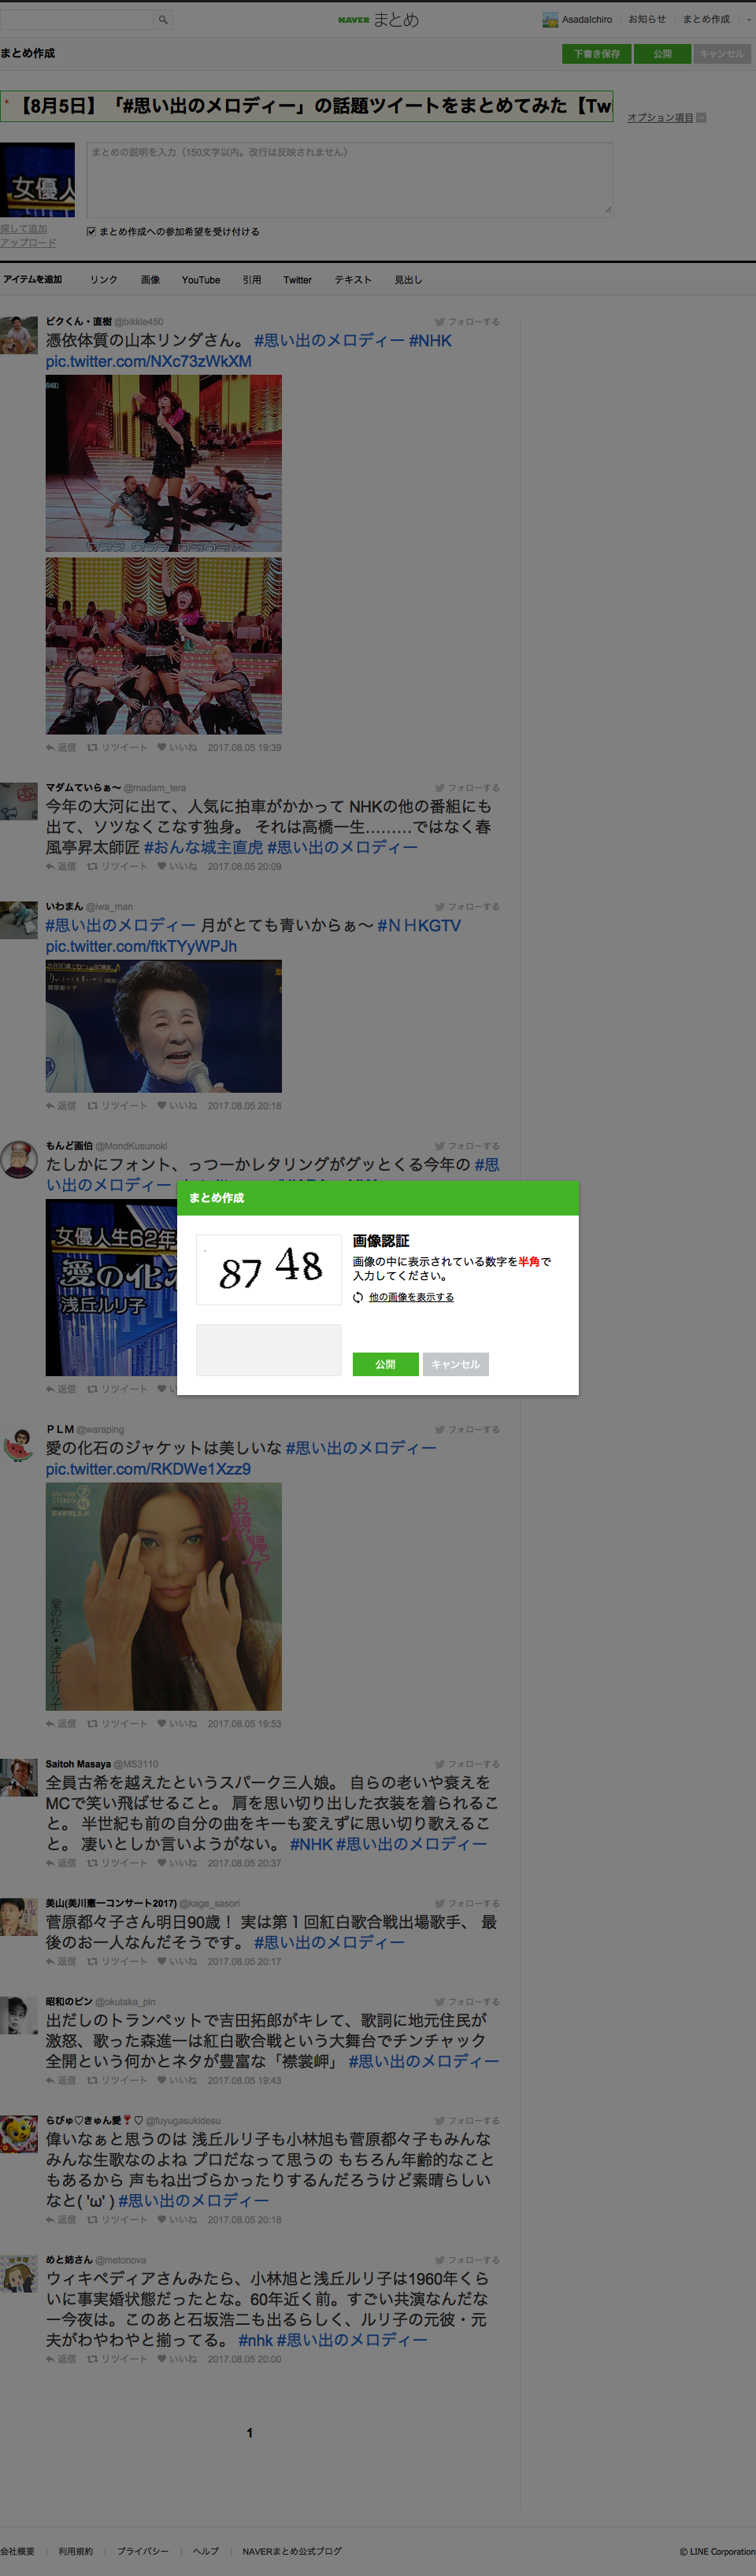 NAVER まとめ
AsadaIchiro お知らせ まとめ作成
まとめ作成
下書き保存 公開 キャンセル
* 【8月5日】「#思い出のメロディー」の話題ツイートをまとめてみた【Tw
オプション項目
女優人
まとめの説明を入力（150文字以内。改行は反映されません）
探して追加
アップロード
まとめ作成への参加希望を受け付ける
アイテムを追加 リンク 画像 YouTube 引用 Twitter テキスト 見出し
ビクくん・直樹 @bikkle450 フォローする
憑依体質の山本リンダさん。 #思い出のメロディー #NHK
pic.twitter.com/NXc73zWkXM
返信 リツイート いいね 2017.08.05 19:39
マダムていらぁ〜 @madam_tera フォローする
今年の大河に出て、人気に拍車がかかって NHKの他の番組にも
出て、ソツなくこなす独身。 それは高橋一生………ではなく春
風亭昇太師匠 #おんな城主直虎 #思い出のメロディー
返信 リツイート いいね 2017.08.05 20:09
いわまん @iwa_man フォローする
#思い出のメロディー 月がとても青いからぁ〜 #ＮＨKGTV
pic.twitter.com/ftkTYyWPJh
菅原都々子
返信 リツイート いいね 2017.08.05 20:18
もんど画伯 @MondKusunoki フォローする
たしかにフォント、っつーかレタリングがグッとくる今年の #思
い出のメロディー
女優人生62年
愛の化石
浅丘ルリ子
返信 リツイート
まとめ作成
87 48
画像認証
画像の中に表示されている数字を半角で
入力してください。
他の画像を表示する
公開 キャンセル
ＰＬＭ @waraping フォローする
愛の化石のジャケットは美しいな #思い出のメロディー
pic.twitter.com/RKDWe1Xzz9
STEREO
お願い帰って
愛の化石・浅丘ルリ子
返信 リツイート いいね 2017.08.05 19:53
Saitoh Masaya @MS3110 フォローする
全員古希を越えたというスパーク三人娘。 自らの老いや衰えを
MCで笑い飛ばせること。 肩を思い切り出した衣装を着られるこ
と。 半世紀も前の自分の曲をキーも変えずに思い切り歌えるこ
と。 凄いとしか言いようがない。 #NHK #思い出のメロディー
返信 リツイート いいね 2017.08.05 20:37
美山(美川憲一コンサート2017) @kage_sasori フォローする
菅原都々子さん明日90歳！ 実は第１回紅白歌合戦出場歌手、 最
後のお一人なんだそうです。 #思い出のメロディー
返信 リツイート いいね 2017.08.05 20:17
昭和のピン @okutaka_pin フォローする
出だしのトランペットで吉田拓郎がキレて、歌詞に地元住民が
激怒、歌った森進一は紅白歌合戦という大舞台でチンチャック
全開という何かとネタが豊富な「襟裳岬」 #思い出のメロディー
返信 リツイート いいね 2017.08.05 19:43
らびゅ♡きゅん愛❣♡ @fuyugasukidesu フォローする
偉いなぁと思うのは 浅丘ルリ子も小林旭も菅原都々子もみんな
みんな生歌なのよね プロだなって思うの もちろん年齢的なこと
もあるから 声もね出づらかったりするんだろうけど素晴らしい
なと( 'ω' ) #思い出のメロディー
返信 リツイート いいね 2017.08.05 20:18
めと姉さん @metonova フォローする
ウィキペディアさんみたら、小林旭と浅丘ルリ子は1960年くら
いに事実婚状態だったとな。60年近く前。すごい共演なんだな
ー今夜は。このあと石坂浩二も出るらしく、ルリ子の元彼・元
夫がわやわやと揃ってる。 #nhk #思い出のメロディー
返信 リツイート いいね 2017.08.05 20:00
1
会社概要 利用規約 プライバシー ヘルプ NAVERまとめ公式ブログ
© LINE Corporation